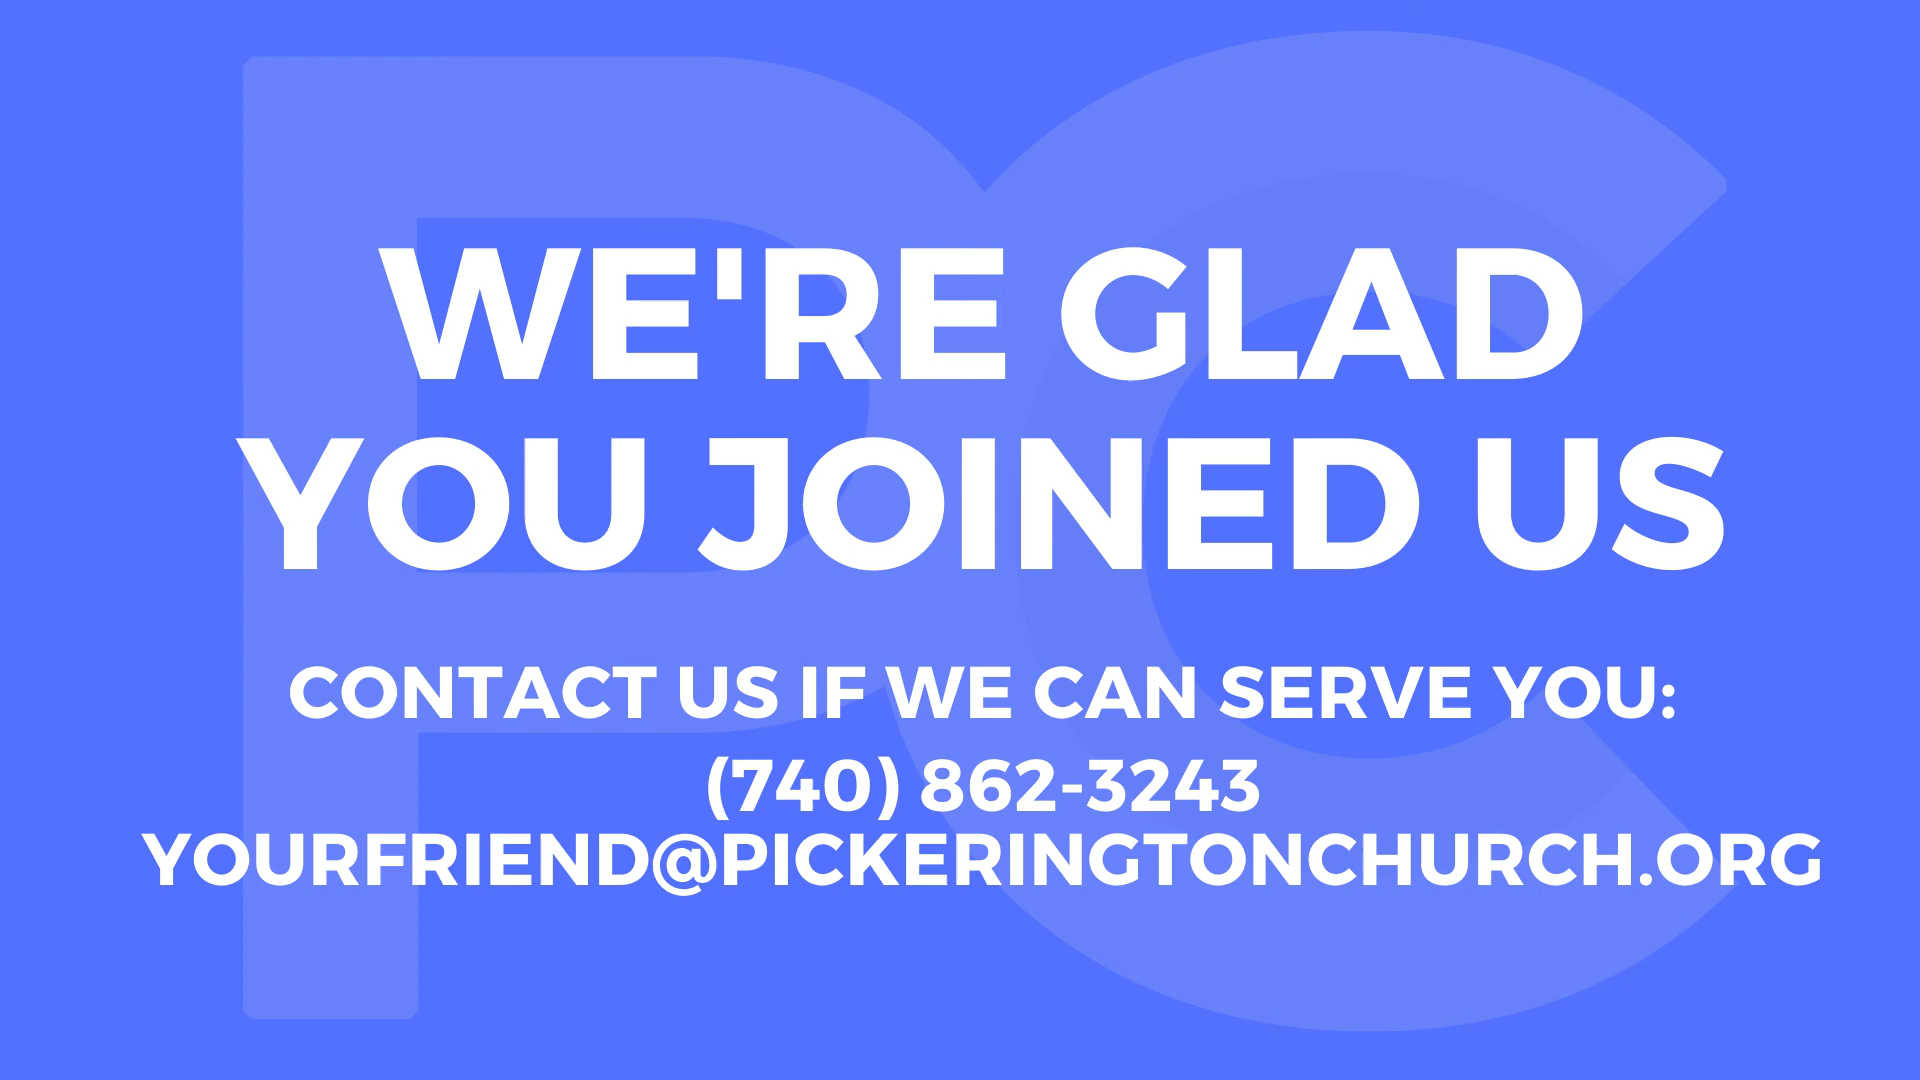 PC
WE'RE GLAD
YOU JOINED US
CONTACT US IF WE CAN SERVE YOU:
(740) 862-3243
YOURFRIEND@PICKERINGTONCHURCH.ORG